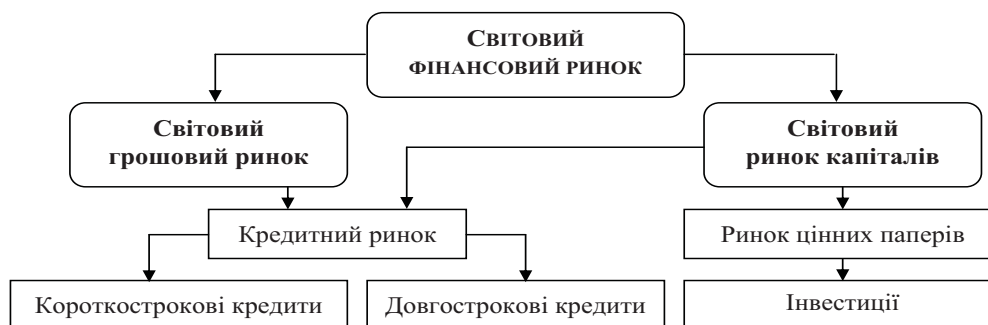 СВІТОВИЙ
ФІНАНСОВИЙ РИНОК
Світовий
грошовий ринок
Світовий
ринок капіталів
Кредитний ринок
Ринок цінних паперів
Короткострокові кредити
Довгострокові кредити
Інвестиції